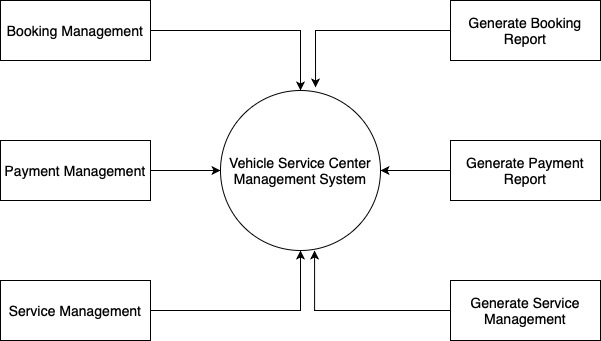 Booking Management
Generate Booking
Report
Payment Management
Vehicle Service Center
Management System
Generate Payment
Report
Service Management
Generate Service
Management